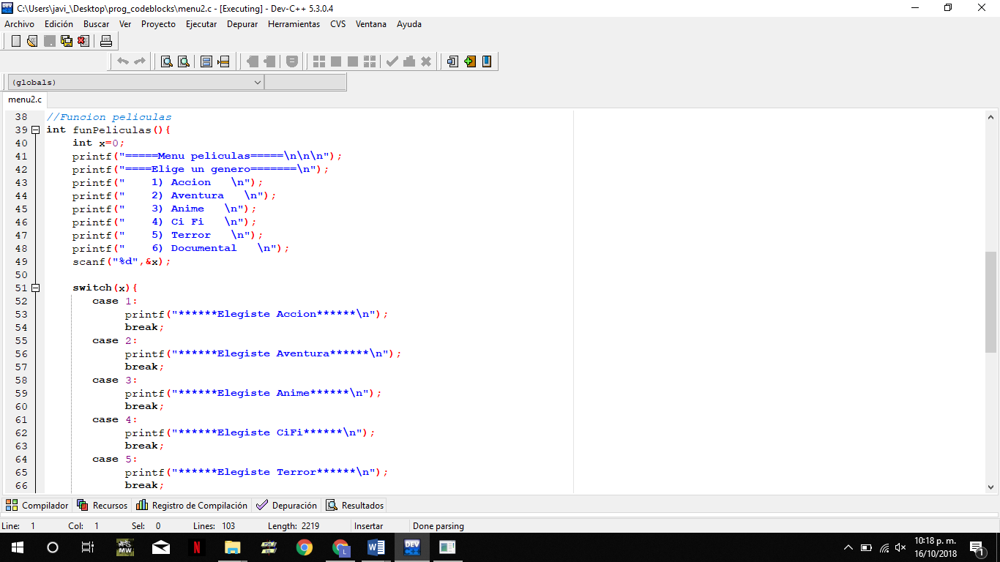 C:\Users\javi_\Desktop\prog_codeblocks\menu2.c - [Executing] - Dev-C++ 5.3.0.4
Archivo Edición Buscar Ver Proyecto Ejecutar Depurar Herramientas CVS Ventana Ayuda
(globals)
menu2.c
38 //Funcion peliculas
39 int funPeliculas(){
40     int x=0;
41     printf("=====Menu peliculas=====\n\n\n");
42     printf("====Elige un genero=======\n");
43     printf("    1) Accion   \n");
44     printf("    2) Aventura   \n");
45     printf("    3) Anime   \n");
46     printf("    4) Ci Fi   \n");
47     printf("    5) Terror   \n");
48     printf("    6) Documental   \n");
49     scanf("%d",&x);
50
51     switch(x){
52        case 1:
53             printf("******Elegiste Accion******\n");
54             break;
55        case 2:
56             printf("******Elegiste Aventura******\n");
57             break;
58        case 3:
59             printf("******Elegiste Anime******\n");
60             break;
61        case 4:
62             printf("******Elegiste CiFi******\n");
63             break;
64        case 5:
65             printf("******Elegiste Terror******\n");
66             break;
Compilador Recursos Registro de Compilación Depuración Resultados
Line: 1 Col: 1 Sel: 0 Lines: 103 Length: 2219 Insertar Done parsing
10:18 p. m.
16/10/2018